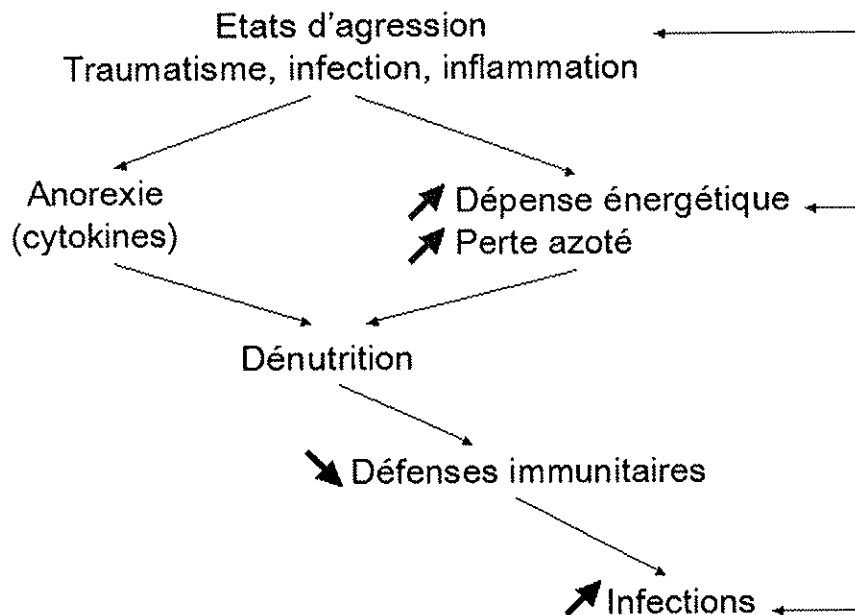 Etats d'agression
Traumatisme, infection, inflammation
Anorexie
(cytokines)
Dépense énergétique
Perte azoté
Dénutrition
Défenses immunitaires
Infections